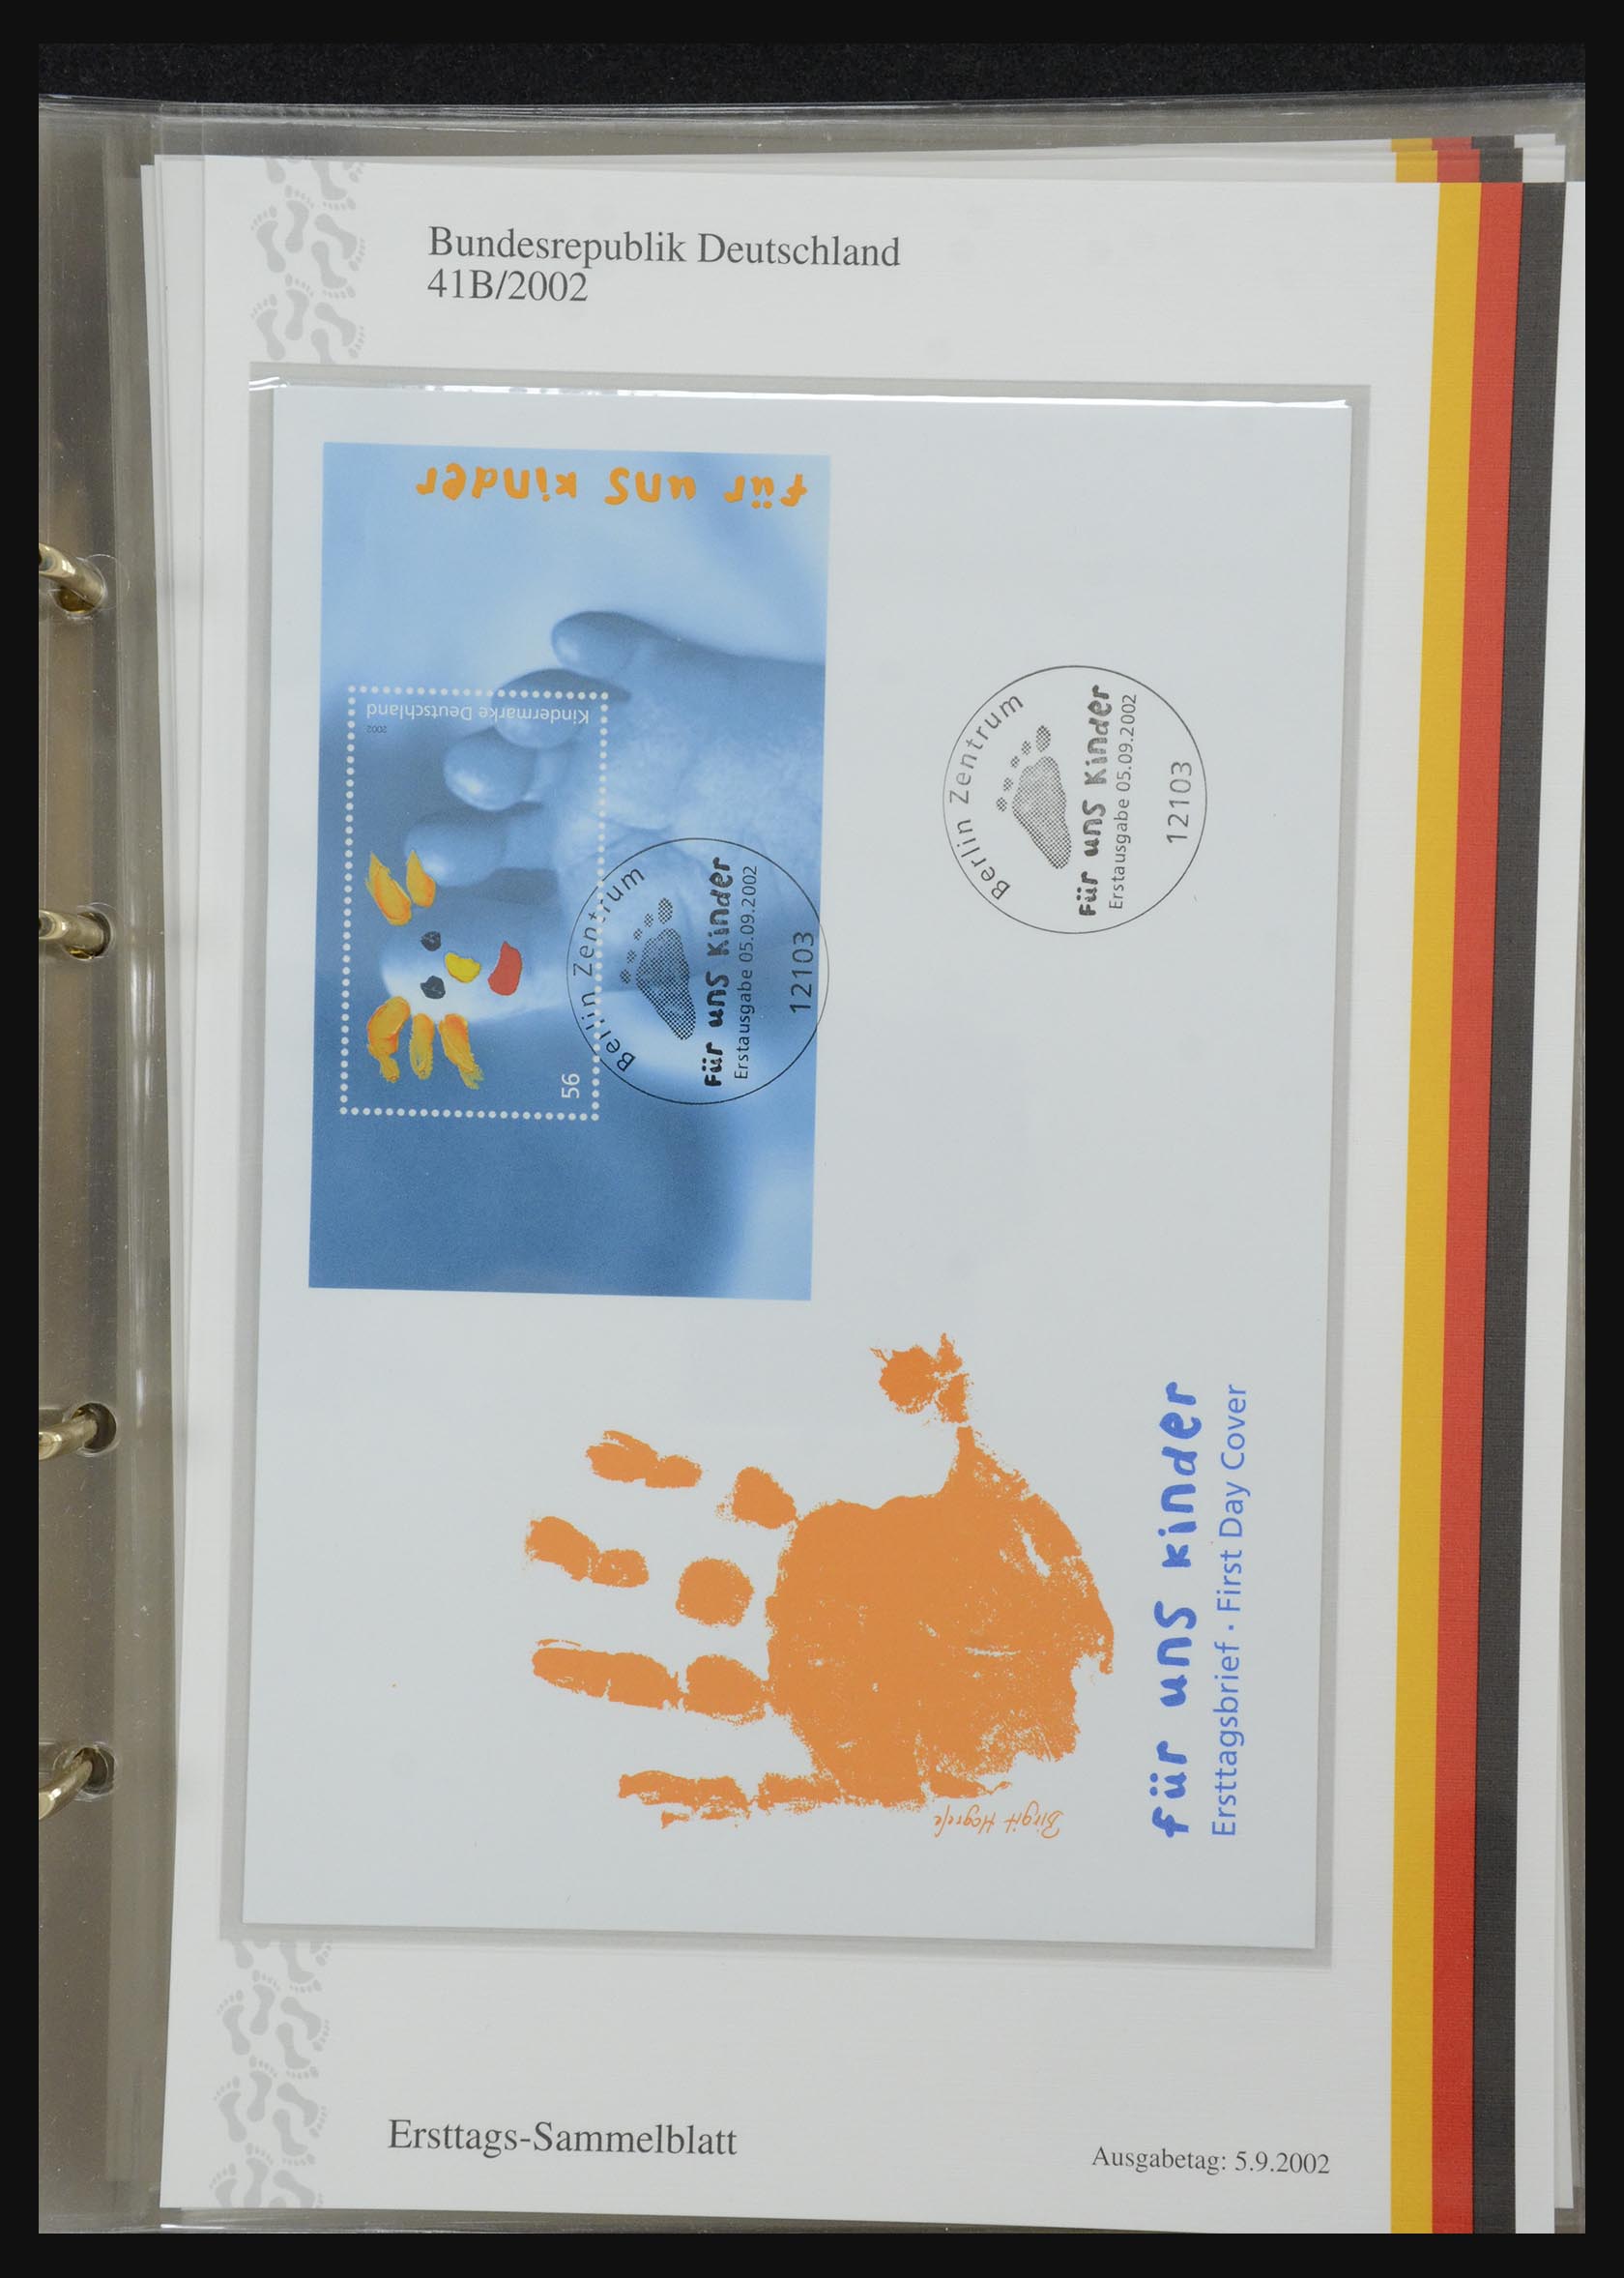 Bundesrepublik Deutschland
41B/2002
für uns kinder
Kindermarke Deutschland
2002
56
Berlin Zentrum
Für uns Kinder
Erstausgabe 05.09.2002
12103
Berlin Zentrum
Für uns Kinder
Erstausgabe 05.09.2002
12103
Birgit Hogrefe
für uns kinder
Ersttagsbrief · First Day Cover
Ersttags-Sammelblatt
Ausgabetag: 5.9.2002